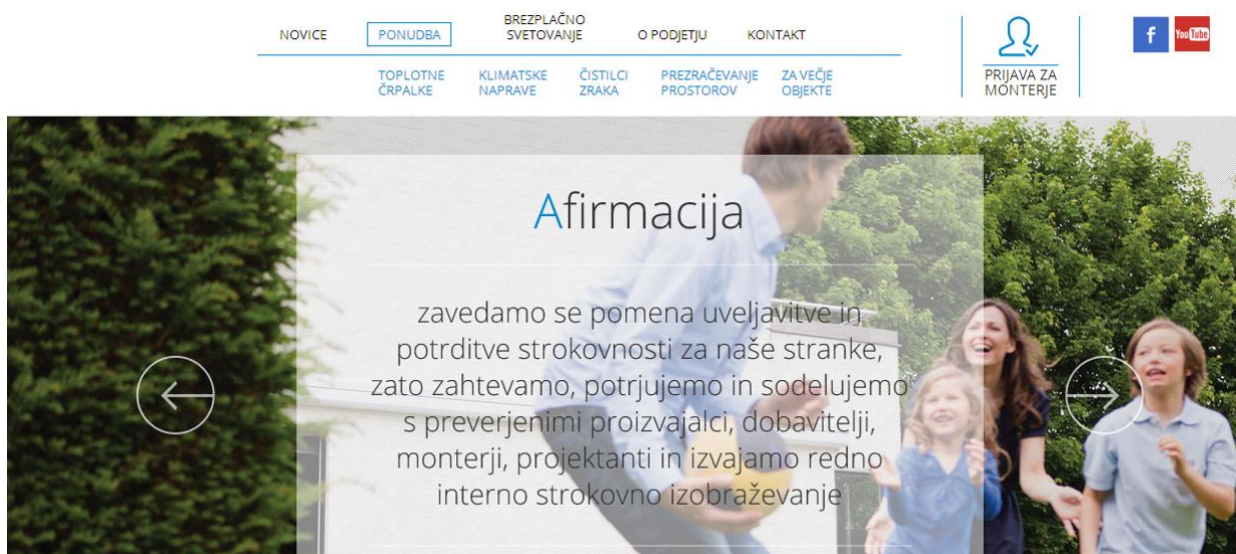 NOVICE
PONUDBA
BREZPLAČNO
SVETOVANJE
O PODJETJU
KONTAKT
TOPLOTNE
ČRPALKE
KLIMATSKE
NAPRAVE
ČISTILCI
ZRAKA
PREZRAČEVANJE
PROSTOROV
ZA VEČJE
OBJEKTE
PRIJAVA ZA
MONTERJE
f
You Tube
Afirmacija
zavedamo se pomena uveljavitve in
potrditve strokovnosti za naše stranke,
zato zahtevamo, potrjujemo in sodelujemo
s preverjenimi proizvajalci, dobavitelji,
monterji, projektanti in izvajamo redno
interno strokovno izobraževanje